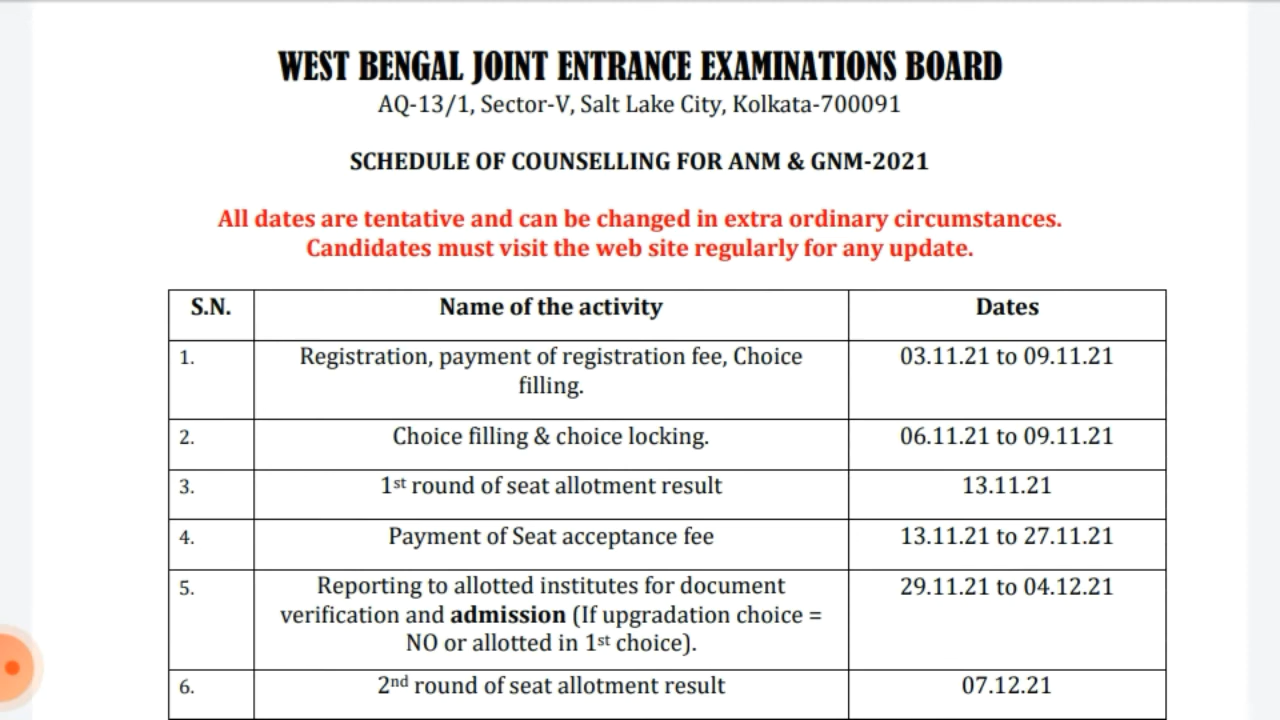 WEST BENGAL JOINT ENTRANCE EXAMINATIONS BOARD
AQ-13/1, Sector-V, Salt Lake City, Kolkata-700091
SCHEDULE OF COUNSELLING FOR ANM & GNM-2021
All dates are tentative and can be changed in extra ordinary circumstances.
Candidates must visit the web site regularly for any update.
S.N. Name of the activity Dates
1. Registration, payment of registration fee, Choice 03.11.21 to 09.11.21
filling.
2. Choice filling & choice locking. 06.11.21 to 09.11.21
3. 1st round of seat allotment result 13.11.21
4. Payment of Seat acceptance fee 13.11.21 to 27.11.21
5. Reporting to allotted institutes for document 29.11.21 to 04.12.21
verification and admission (If upgradation choice =
NO or allotted in 1st choice).
6. 2nd round of seat allotment result 07.12.21